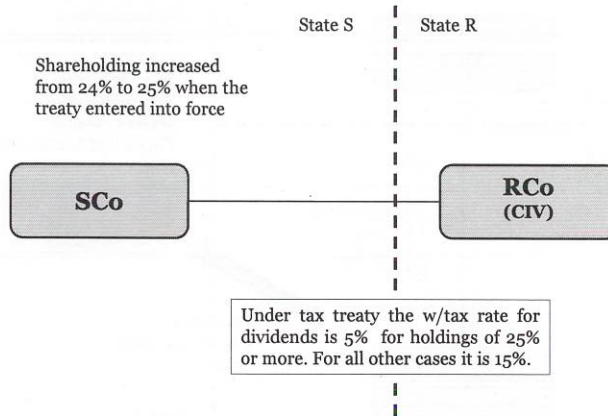 State S
State R
Shareholding increased
from 24% to 25% when the
treaty entered into force
SCo
RCo
(CIV)
Under tax treaty the w/tax rate for
dividends is 5% for holdings of 25%
or more. For all other cases it is 15%.